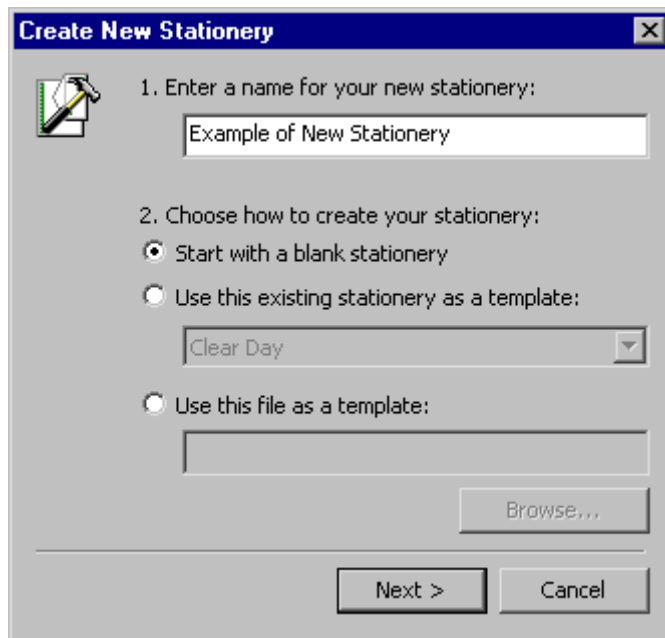 Create New Stationery
1. Enter a name for your new stationery:
Example of New Stationery
2. Choose how to create your stationery:
Start with a blank stationery
Use this existing stationery as a template:
Clear Day
Use this file as a template:
Browse...
Next >
Cancel